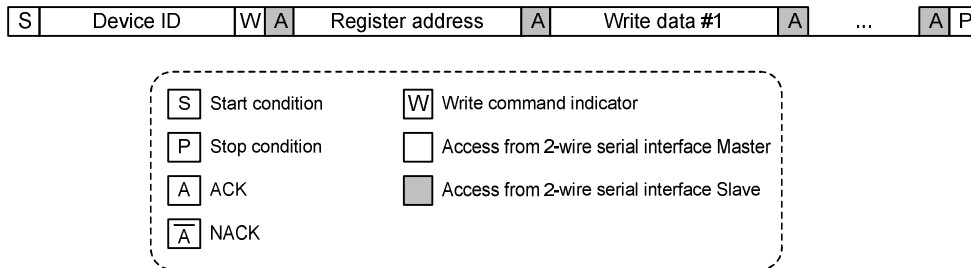 S Device ID W A Register address A Write data #1 A ... A P
S Start condition W Write command indicator
P Stop condition Access from 2-wire serial interface Master
A ACK Access from 2-wire serial interface Slave
A̅ NACK